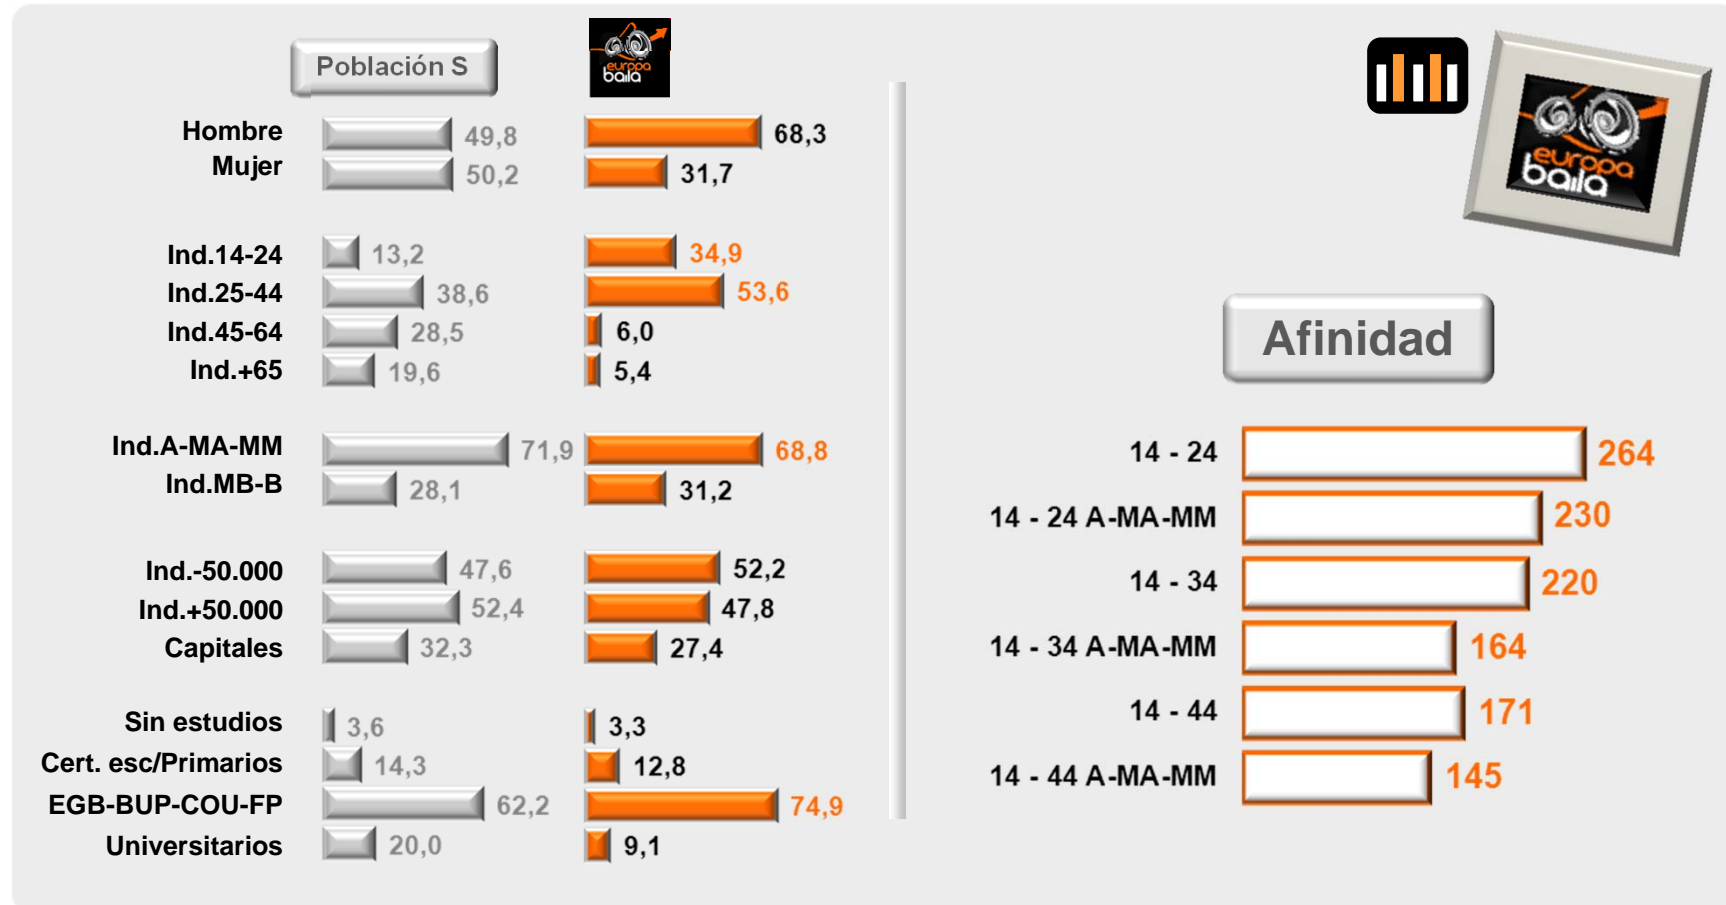 Población S
europa
baila
Hombre 49,8 68,3
Mujer 50,2 31,7
Ind.14-24 13,2 34,9
Ind.25-44 38,6 53,6
Ind.45-64 28,5 6,0
Ind.+65 19,6 5,4
Ind.A-MA-MM 71,9 68,8
Ind.MB-B 28,1 31,2
Ind.-50.000 47,6 52,2
Ind.+50.000 52,4 47,8
Capitales 32,3 27,4
Sin estudios 3,6 3,3
Cert. esc/Primarios 14,3 12,8
EGB-BUP-COU-FP 62,2 74,9
Universitarios 20,0 9,1
europa
baila
Afinidad
14 - 24 264
14 - 24 A-MA-MM 230
14 - 34 220
14 - 34 A-MA-MM 164
14 - 44 171
14 - 44 A-MA-MM 145